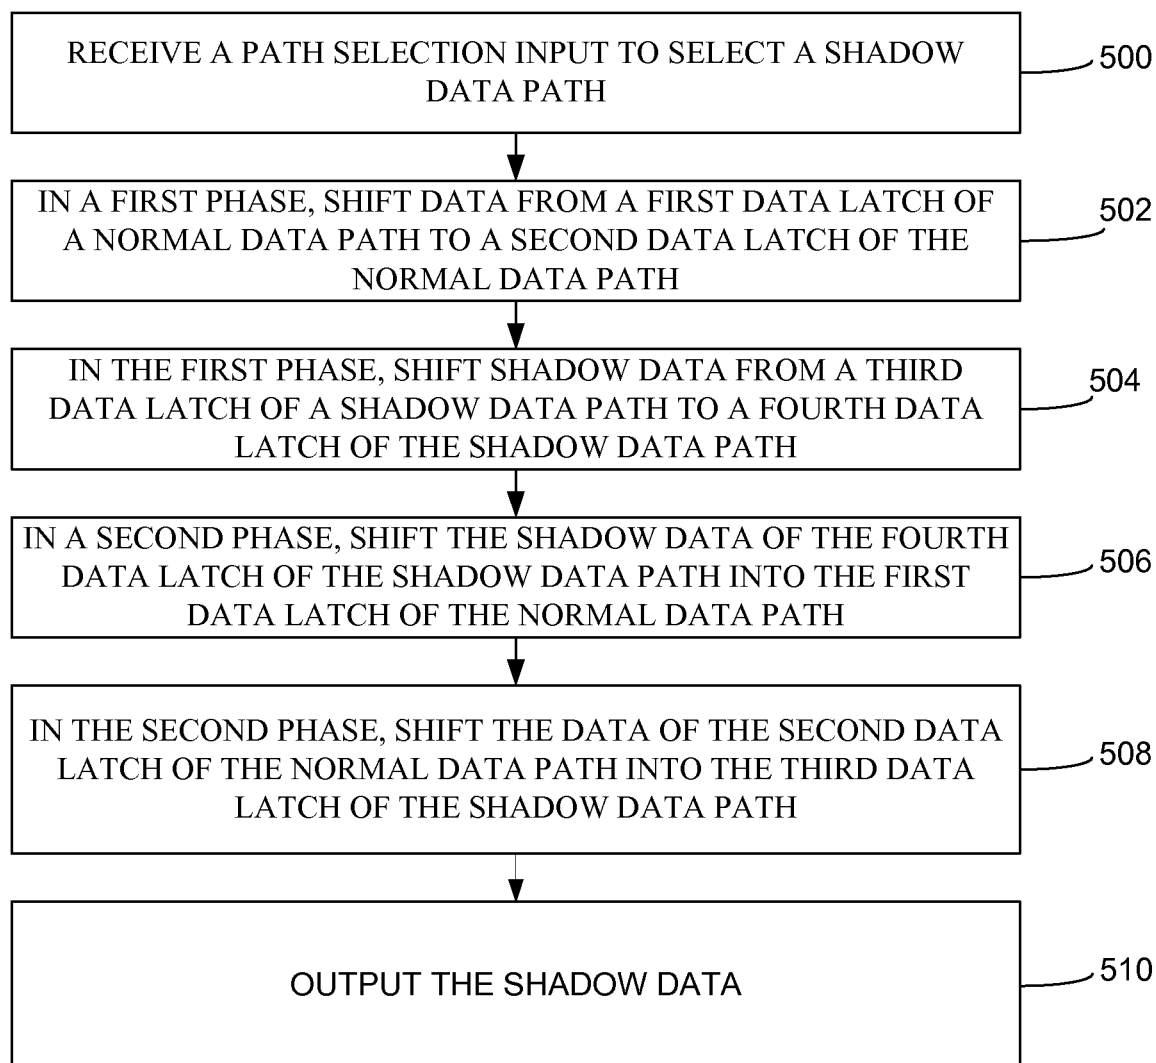 RECEIVE A PATH SELECTION INPUT TO SELECT A SHADOW
DATA PATH
500
IN A FIRST PHASE, SHIFT DATA FROM A FIRST DATA LATCH OF
A NORMAL DATA PATH TO A SECOND DATA LATCH OF THE
NORMAL DATA PATH
502
IN THE FIRST PHASE, SHIFT SHADOW DATA FROM A THIRD
DATA LATCH OF A SHADOW DATA PATH TO A FOURTH DATA
LATCH OF THE SHADOW DATA PATH
504
IN A SECOND PHASE, SHIFT THE SHADOW DATA OF THE FOURTH
DATA LATCH OF THE SHADOW DATA PATH INTO THE FIRST
DATA LATCH OF THE NORMAL DATA PATH
506
IN THE SECOND PHASE, SHIFT THE DATA OF THE SECOND DATA
LATCH OF THE NORMAL DATA PATH INTO THE THIRD DATA
LATCH OF THE SHADOW DATA PATH
508
OUTPUT THE SHADOW DATA
510